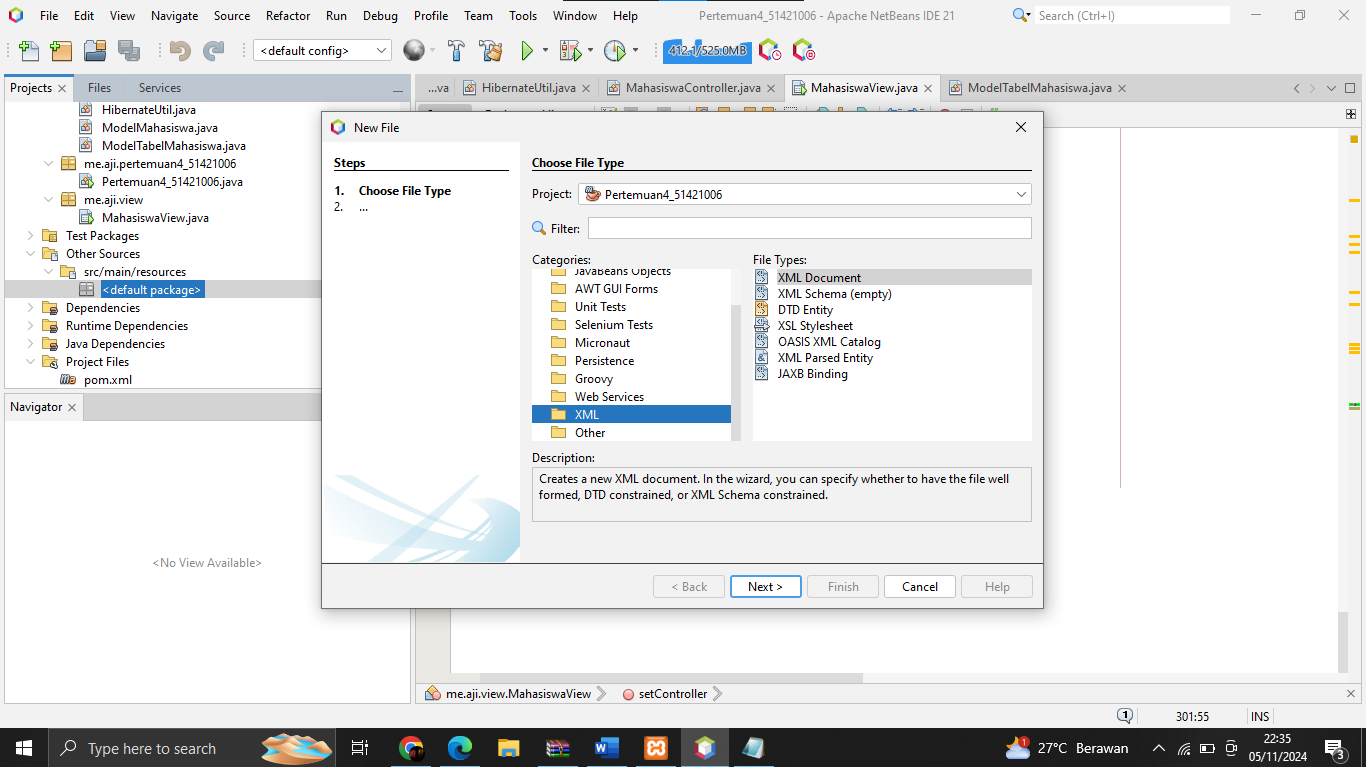 File Edit View Navigate Source Refactor Run Debug Profile Team Tools Window Help
Pertemuan4_51421006 - Apache NetBeans IDE 21
Search (Ctrl+I)
<default config>
412.1/525.0MB
Projects Files Services
...va HibernateUtil.java MahasiswaController.java MahasiswaView.java ModelTabelMahasiswa.java
HibernateUtil.java
ModelMahasiswa.java
ModelTabelMahasiswa.java
me.aji.pertemuan4_51421006
Pertemuan4_51421006.java
me.aji.view
MahasiswaView.java
Test Packages
Other Sources
src/main/resources
<default package>
Dependencies
Runtime Dependencies
Java Dependencies
Project Files
pom.xml
Navigator
<No View Available>
New File
Steps
1. Choose File Type
2. ...
Choose File Type
Project: Pertemuan4_51421006
Filter:
Categories:
JavaBeans Objects
AWT GUI Forms
Unit Tests
Selenium Tests
Micronaut
Persistence
Groovy
Web Services
XML
Other
File Types:
XML Document
XML Schema (empty)
DTD Entity
XSL Stylesheet
OASIS XML Catalog
XML Parsed Entity
JAXB Binding
Description:
Creates a new XML document. In the wizard, you can specify whether to have the file well
formed, DTD constrained, or XML Schema constrained.
< Back Next > Finish Cancel Help
me.aji.view.MahasiswaView setController
1 301:55 INS
Type here to search
27°C Berawan
22:35
05/11/2024
3